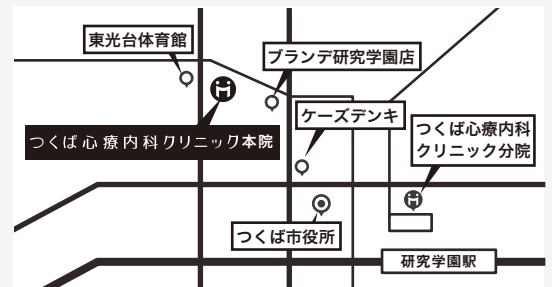 東光台体育館
ブランデ研究学園店
ケーズデンキ
つくば心療内科
クリニック分院
つくば心療内科クリニック本院
つくば市役所
研究学園駅